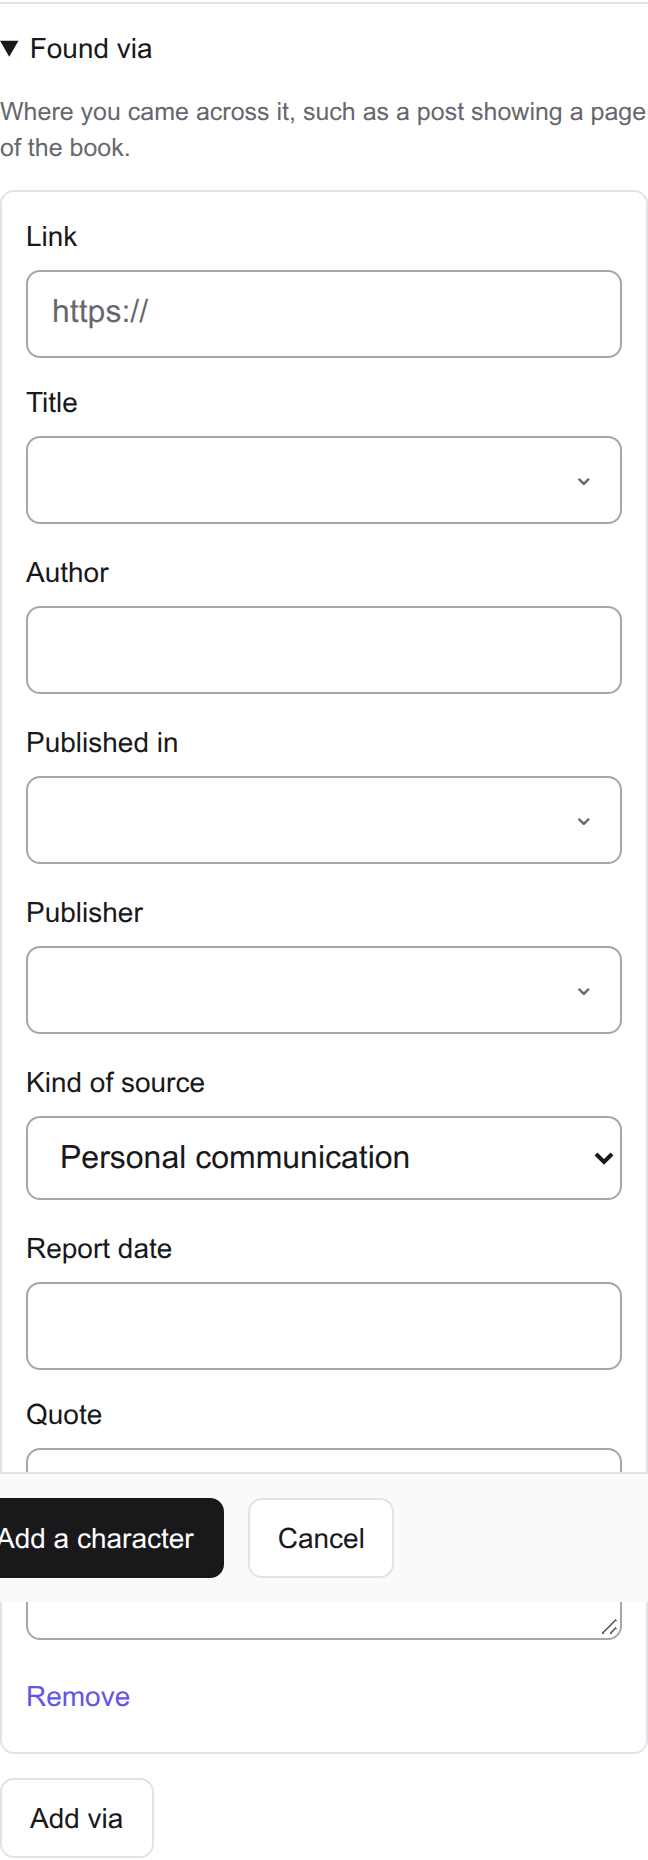 Found via
Where you came across it, such as a post showing a page
of the book.
Link
https://
Title
Author
Published in
Publisher
Kind of source
Personal communication
Report date
Quote
Add a character
Cancel
Remove
Add via